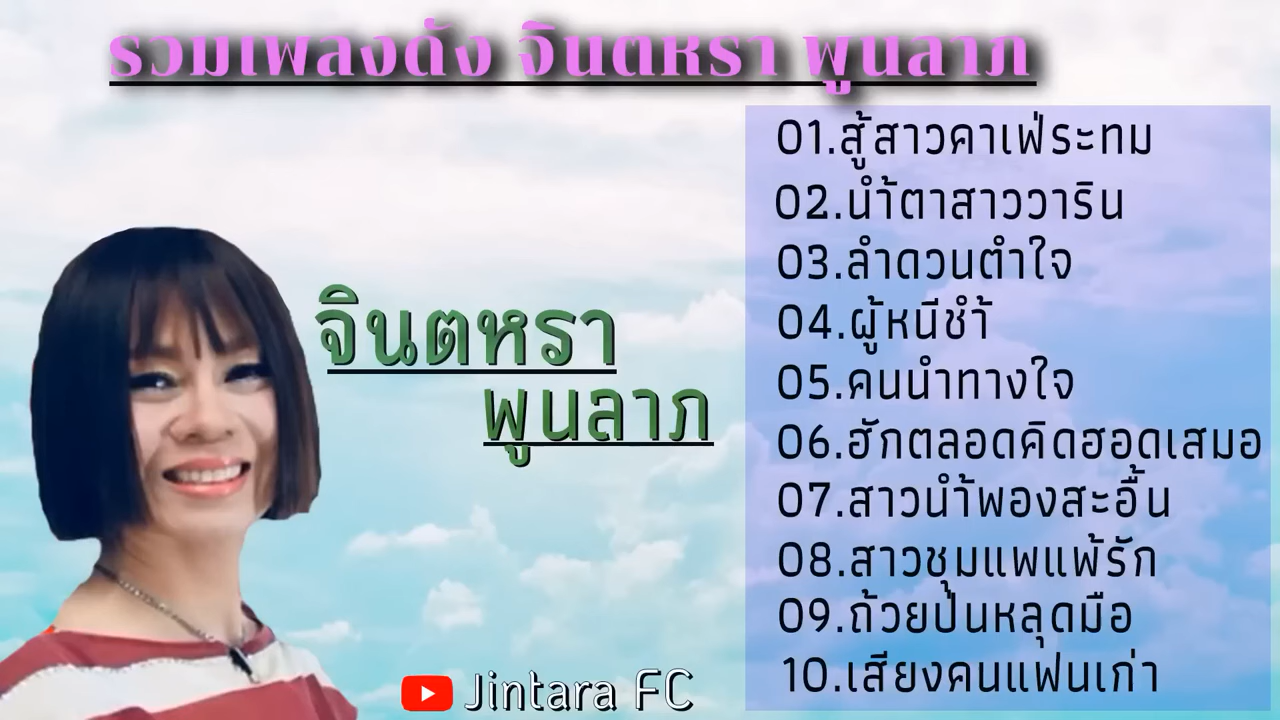 รวมเพลงดัง จินตหรา พูนลาภ
จินตหรา
พูนลาภ
01.สู้สาวคาเฟ่ระทม
02.น้ำตาสาววาริน
03.ลำดวนตำใจ
04.ผู้หนีช้ำ
05.คนนำทางใจ
06.ฮักตลอดคิดฮอดเสมอ
07.สาวน้ำพองสะอื้น
08.สาวชุมแพแพ้รัก
09.ถ้วยป่นหลุดมือ
10.เสียงคนแฟนเก่า
Jintara FC